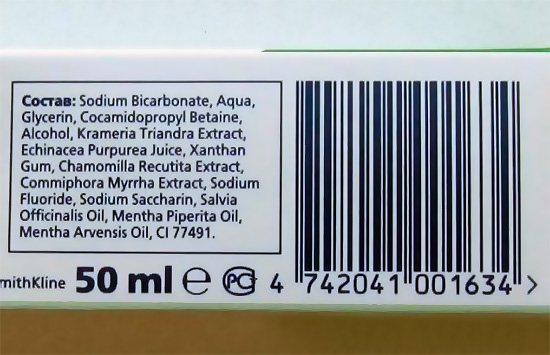 Состав: Sodium Bicarbonate, Aqua,
Glycerin, Cocamidopropyl Betaine,
Alcohol, Krameria Triandra Extract,
Echinacea Purpurea Juice, Xanthan
Gum, Chamomilla Recutita Extract,
Commiphora Myrrha Extract, Sodium
Fluoride, Sodium Saccharin, Salvia
Officinalis Oil, Mentha Piperita Oil,
Mentha Arvensis Oil, CI 77491.
mithKline 50 ml ℮ РСТ 4 742041 001634 >